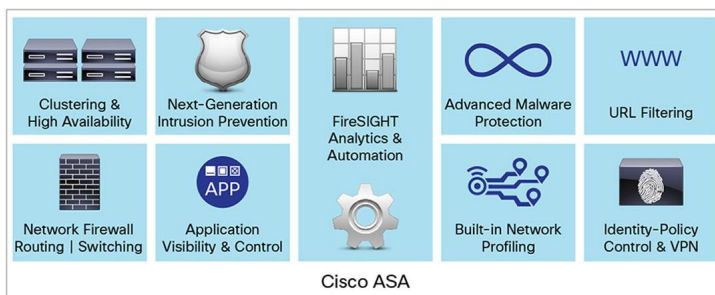 Clustering &
High Availability
Next-Generation
Intrusion Prevention
FireSIGHT
Analytics &
Automation
Advanced Malware
Protection
WWW
URL Filtering
Network Firewall
Routing | Switching
APP
Application
Visibility & Control
Built-in Network
Profiling
Identity-Policy
Control & VPN
Cisco ASA